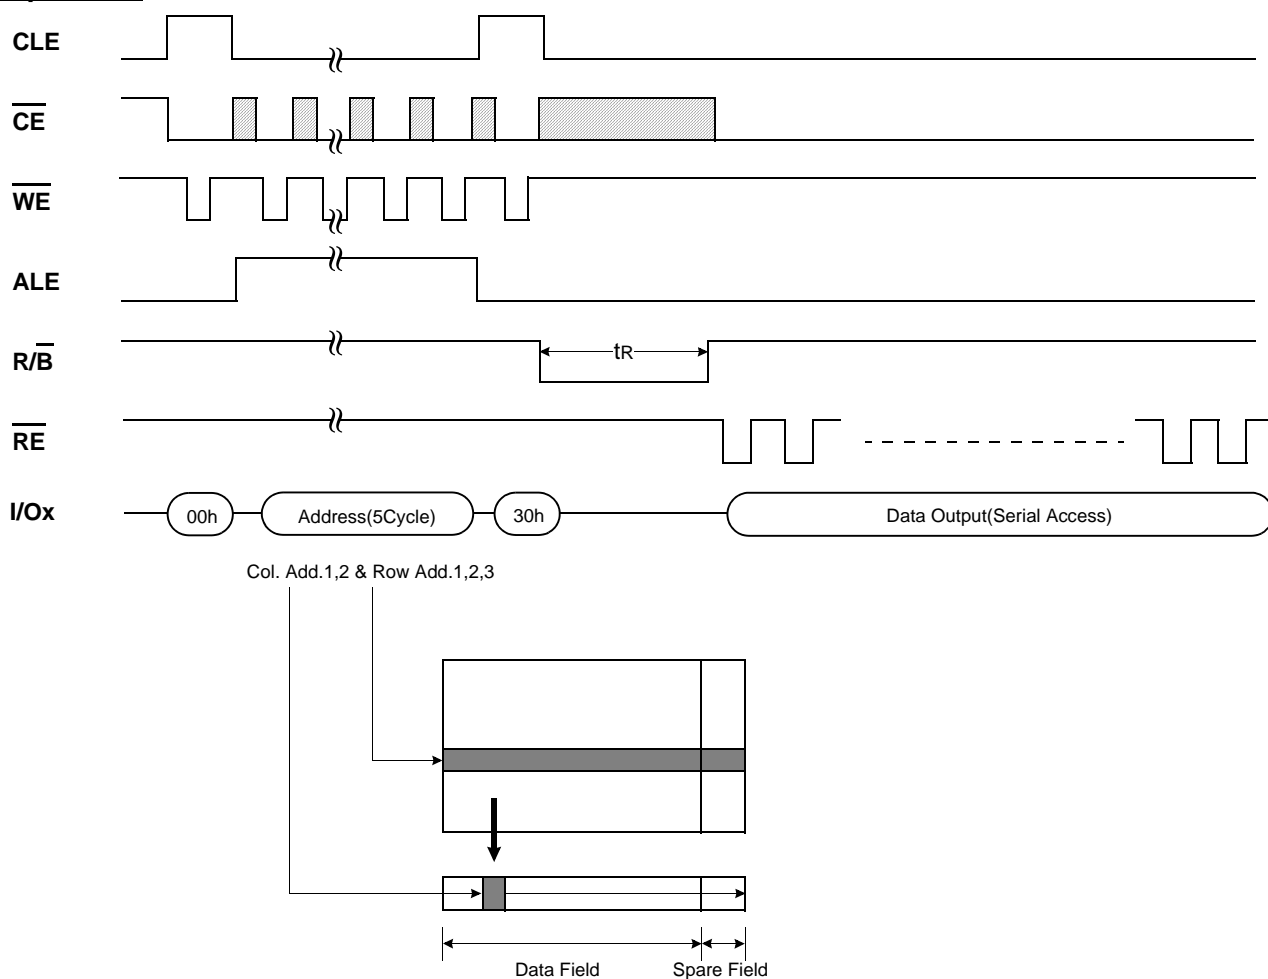 CLE
CE
WE
ALE
R/B
tR
RE
I/Ox
00h
Address(5Cycle)
30h
Data Output(Serial Access)
Col. Add.1,2 & Row Add.1,2,3
Data Field
Spare Field